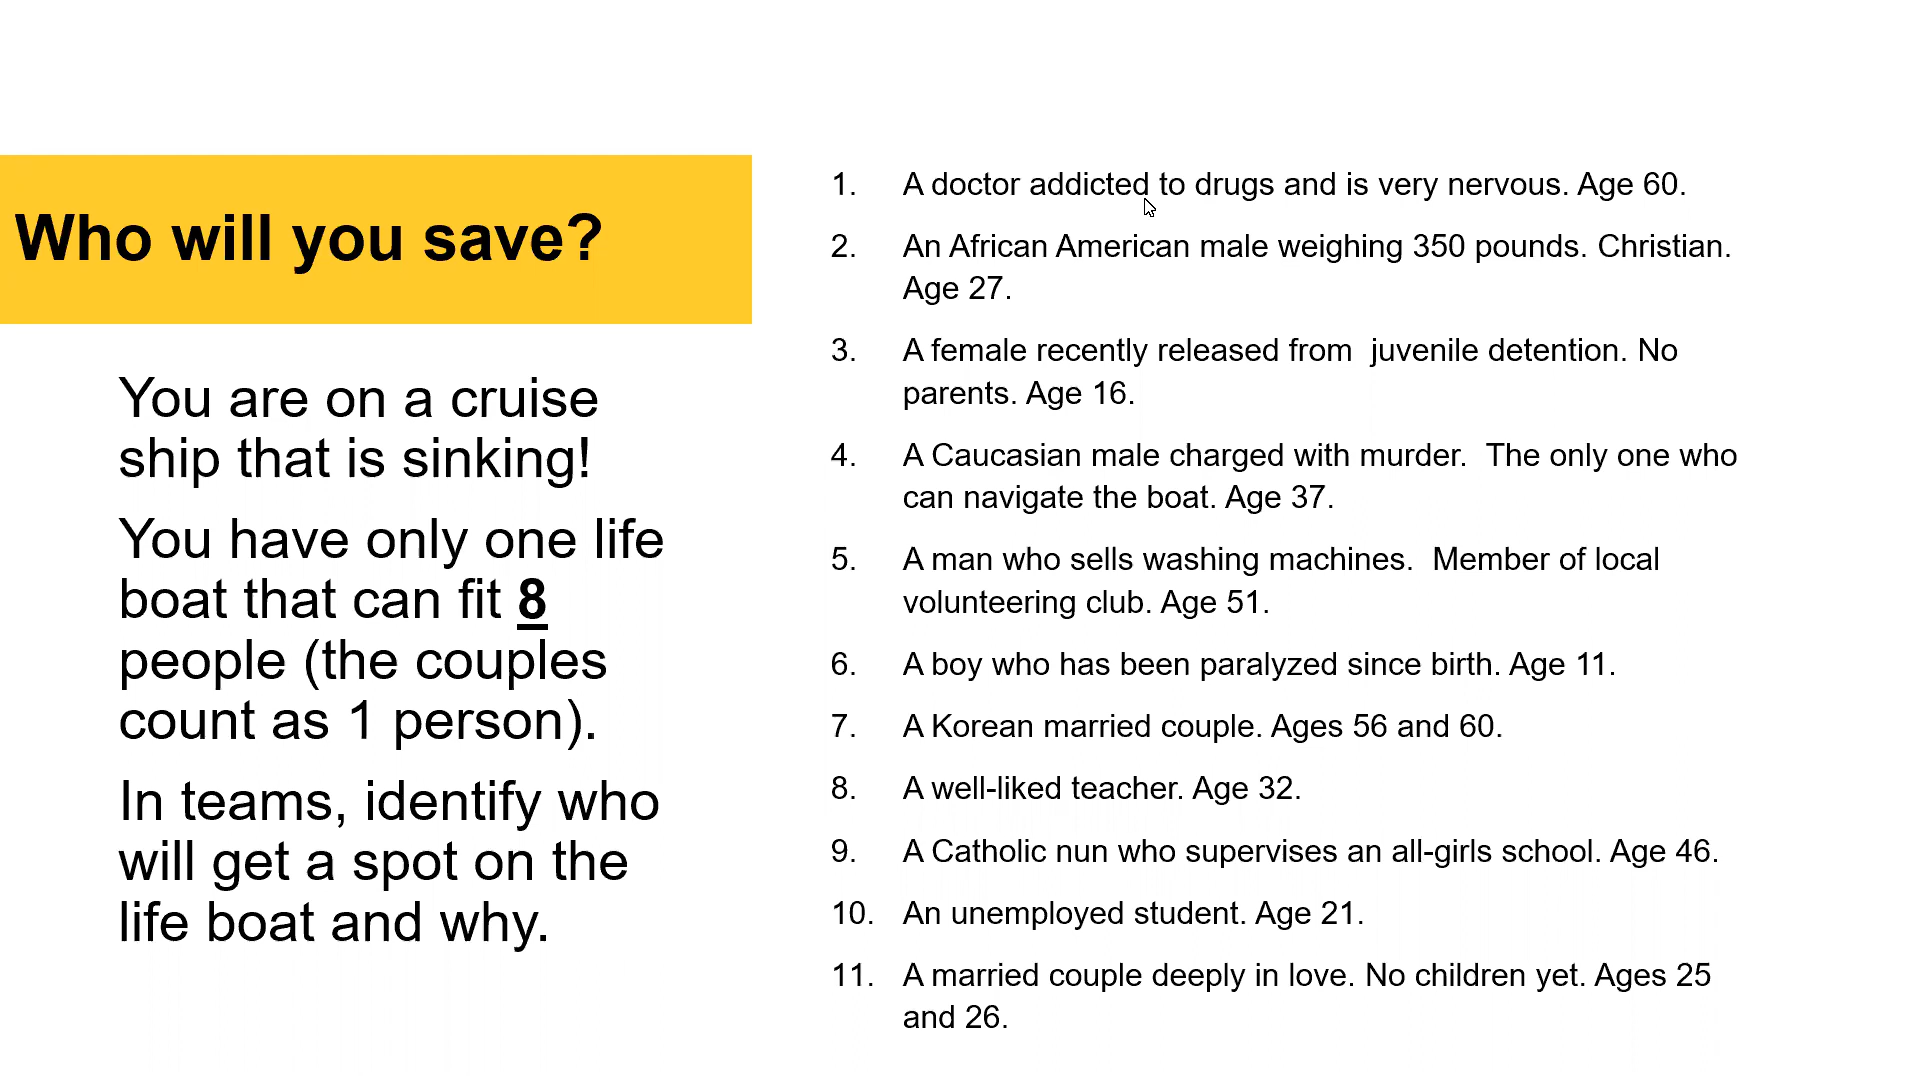 Who will you save?
You are on a cruise
ship that is sinking!
You have only one life
boat that can fit 8
people (the couples
count as 1 person).
In teams, identify who
will get a spot on the
life boat and why.
1. A doctor addicted to drugs and is very nervous. Age 60.
2. An African American male weighing 350 pounds. Christian.
Age 27.
3. A female recently released from  juvenile detention. No
parents. Age 16.
4. A Caucasian male charged with murder.  The only one who
can navigate the boat. Age 37.
5. A man who sells washing machines.  Member of local
volunteering club. Age 51.
6. A boy who has been paralyzed since birth. Age 11.
7. A Korean married couple. Ages 56 and 60.
8. A well-liked teacher. Age 32.
9. A Catholic nun who supervises an all-girls school. Age 46.
10. An unemployed student. Age 21.
11. A married couple deeply in love. No children yet. Ages 25
and 26.